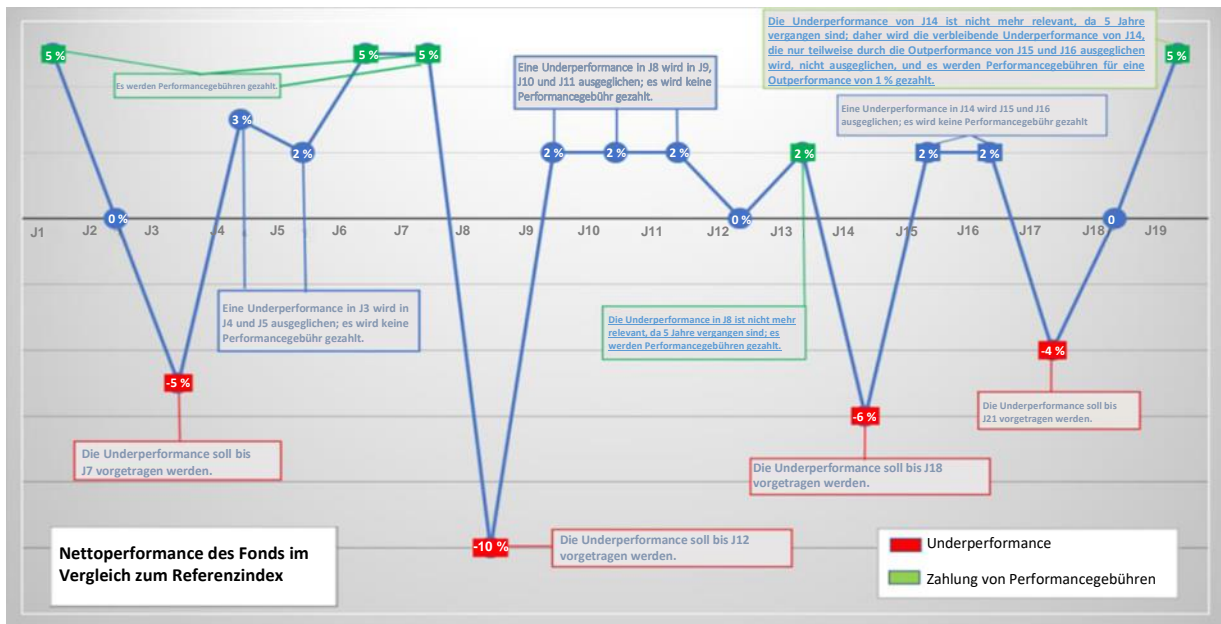 Die Underperformance von J14 ist nicht mehr relevant, da 5 Jahre
vergangen sind; daher wird die verbleibende Underperformance von J14,
die nur teilweise durch die Outperformance von J15 und J16 ausgeglichen
wird, nicht ausgeglichen, und es werden Performancegebühren für eine
Outperformance von 1 % gezahlt.
5 %
5 %
5 %
5 %
Es werden Performancegebühren gezahlt.
Eine Underperformance in J8 wird in J9,
J10 und J11 ausgeglichen; es wird keine
Performancegebühr gezahlt.
Eine Underperformance in J14 wird J15 und J16
ausgeglichen; es wird keine Performancegebühr gezahlt
3 %
2 %
2 %
2 %
2 %
2 %
2 %
2 %
0 %
0 %
0
J1
J2
J3
J4
J5
J6
J7
J8
J9
J10
J11
J12
J13
J14
J15
J16
J17
J18
J19
Eine Underperformance in J3 wird in
J4 und J5 ausgeglichen; es wird keine
Performancegebühr gezahlt.
Die Underperformance in J8 ist nicht mehr
relevant, da 5 Jahre vergangen sind; es
werden Performancegebühren gezahlt.
-5 %
-4 %
-6 %
Die Underperformance soll bis
J21 vorgetragen werden.
Die Underperformance soll bis
J7 vorgetragen werden.
Die Underperformance soll bis J18
vorgetragen werden.
-10 %
Die Underperformance soll bis J12
vorgetragen werden.
Nettoperformance des Fonds im
Vergleich zum Referenzindex
Underperformance
Zahlung von Performancegebühren